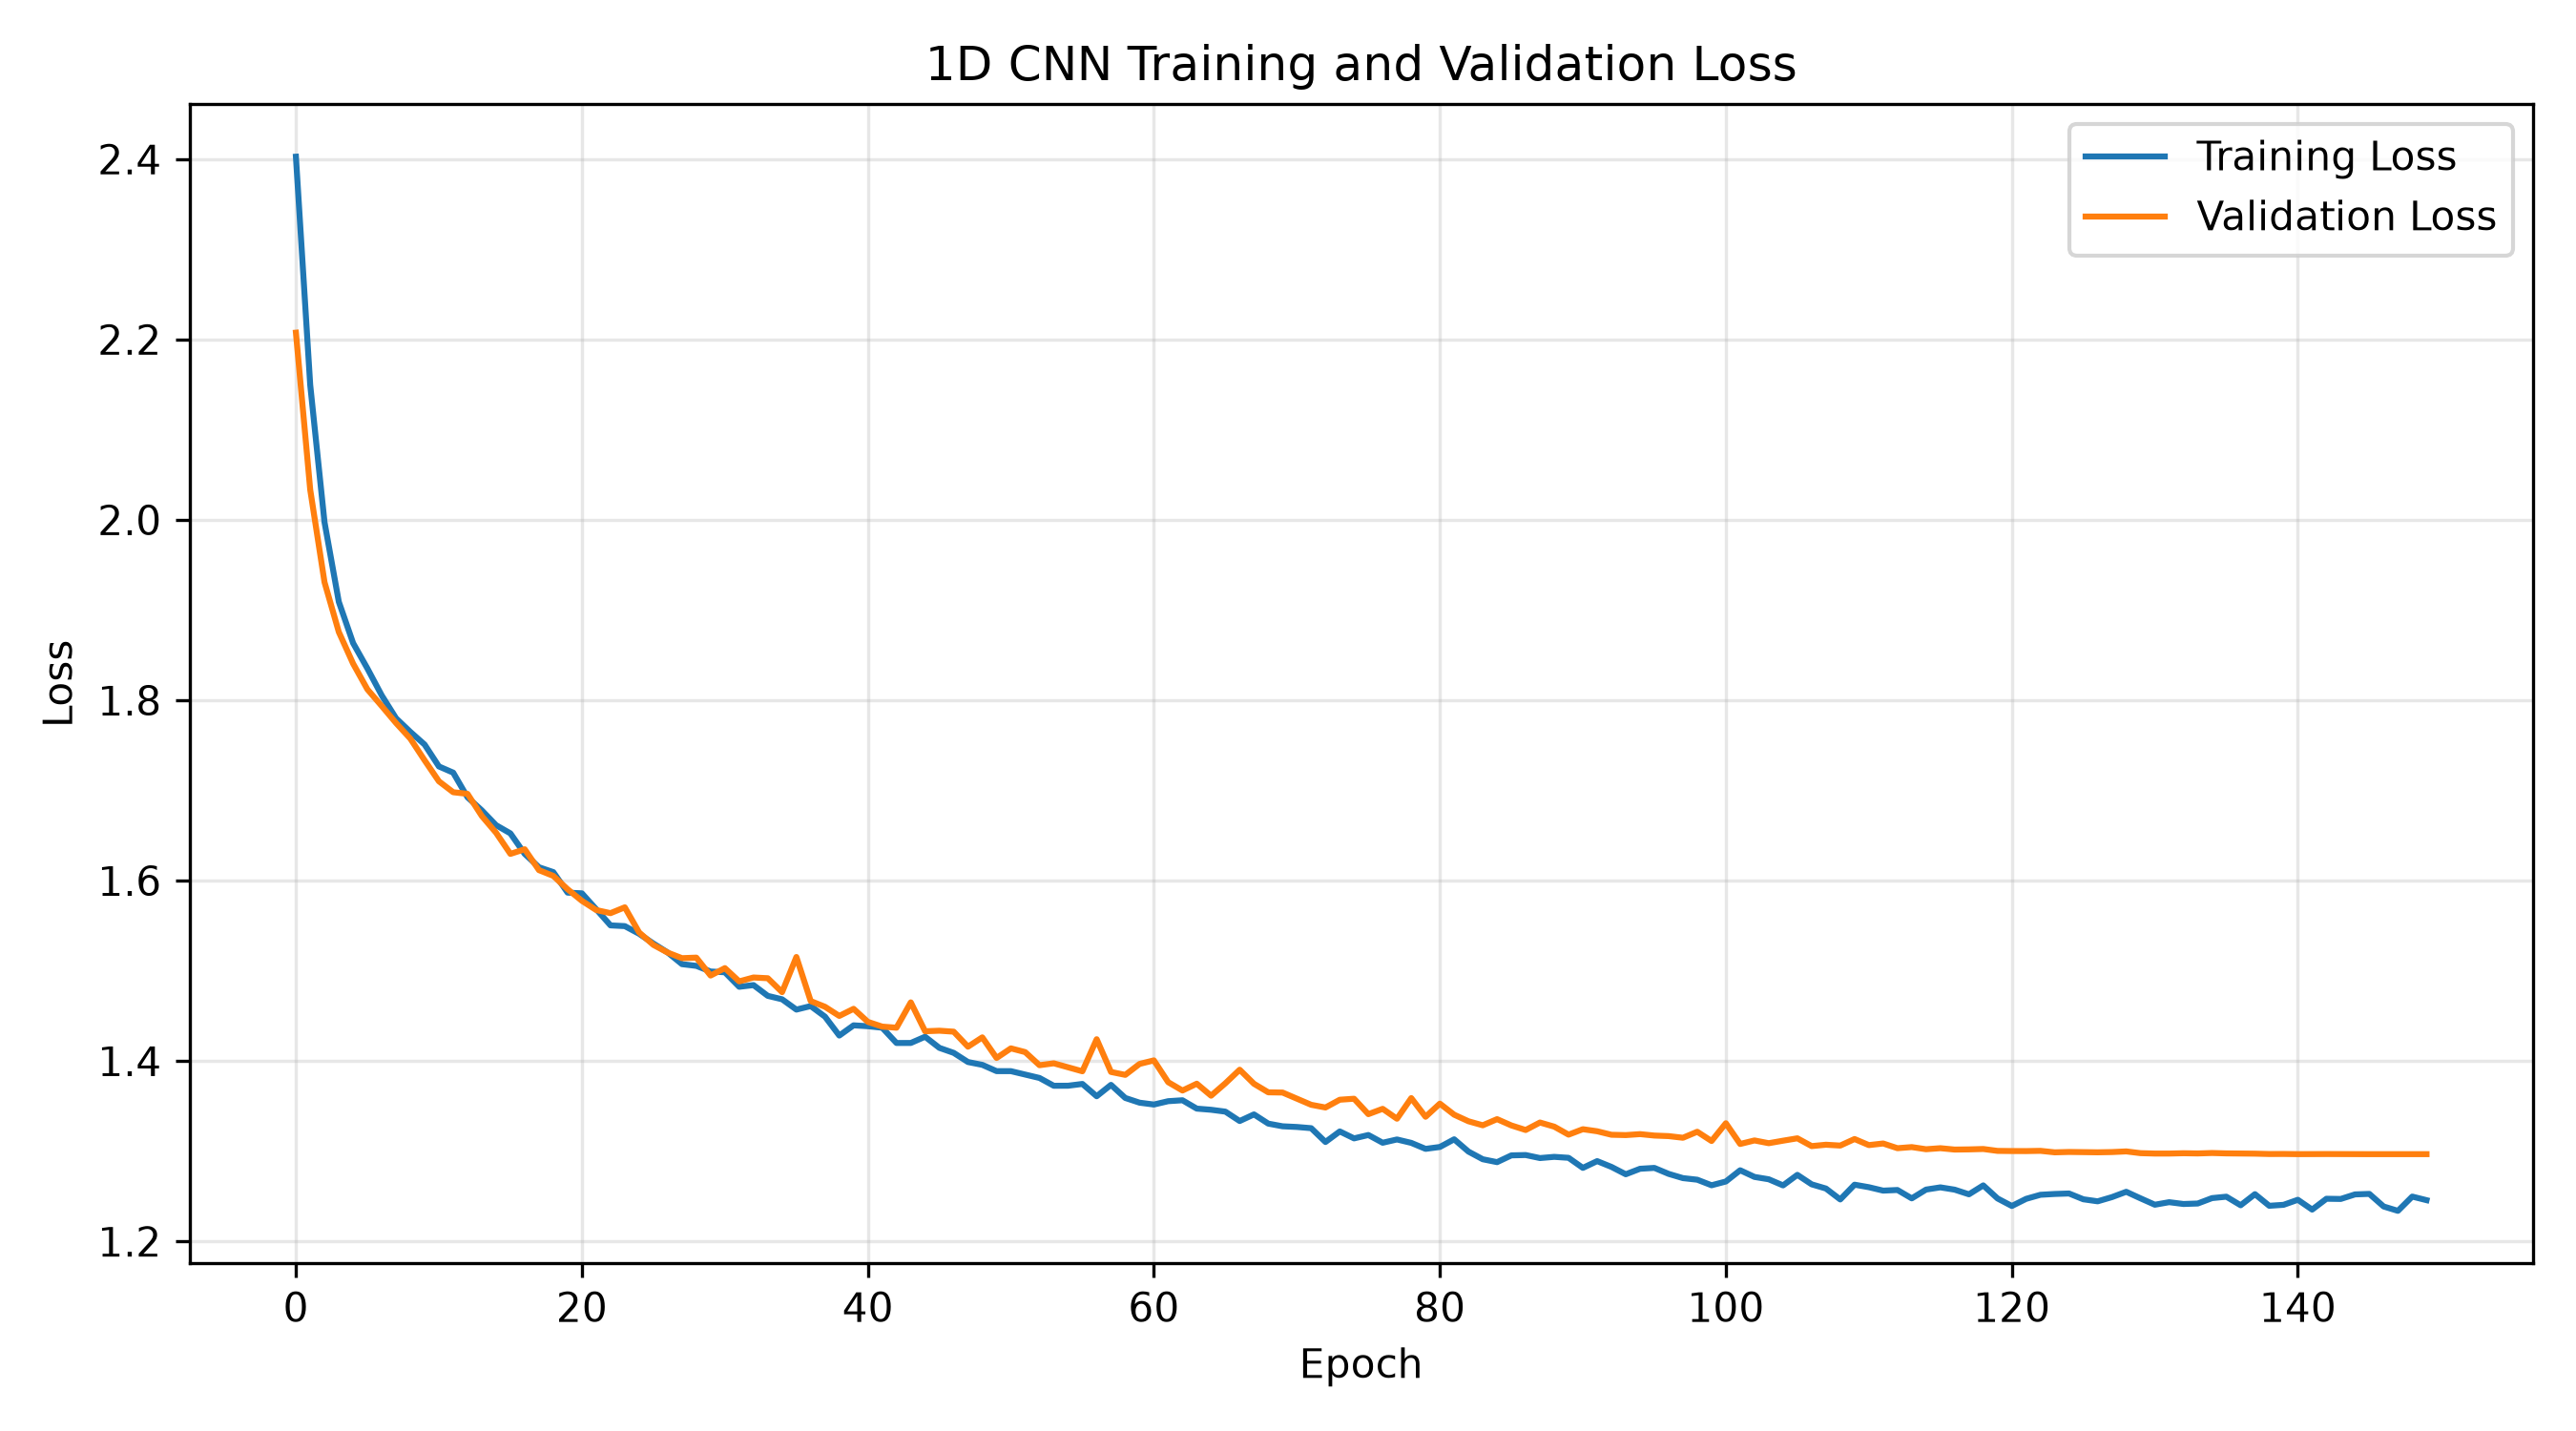 1D CNN Training and Validation Loss
Training Loss
Validation Loss
2.4
2.2
2.0
1.8
1.6
1.4
1.2
Loss
0 20 40 60 80 100 120 140
Epoch